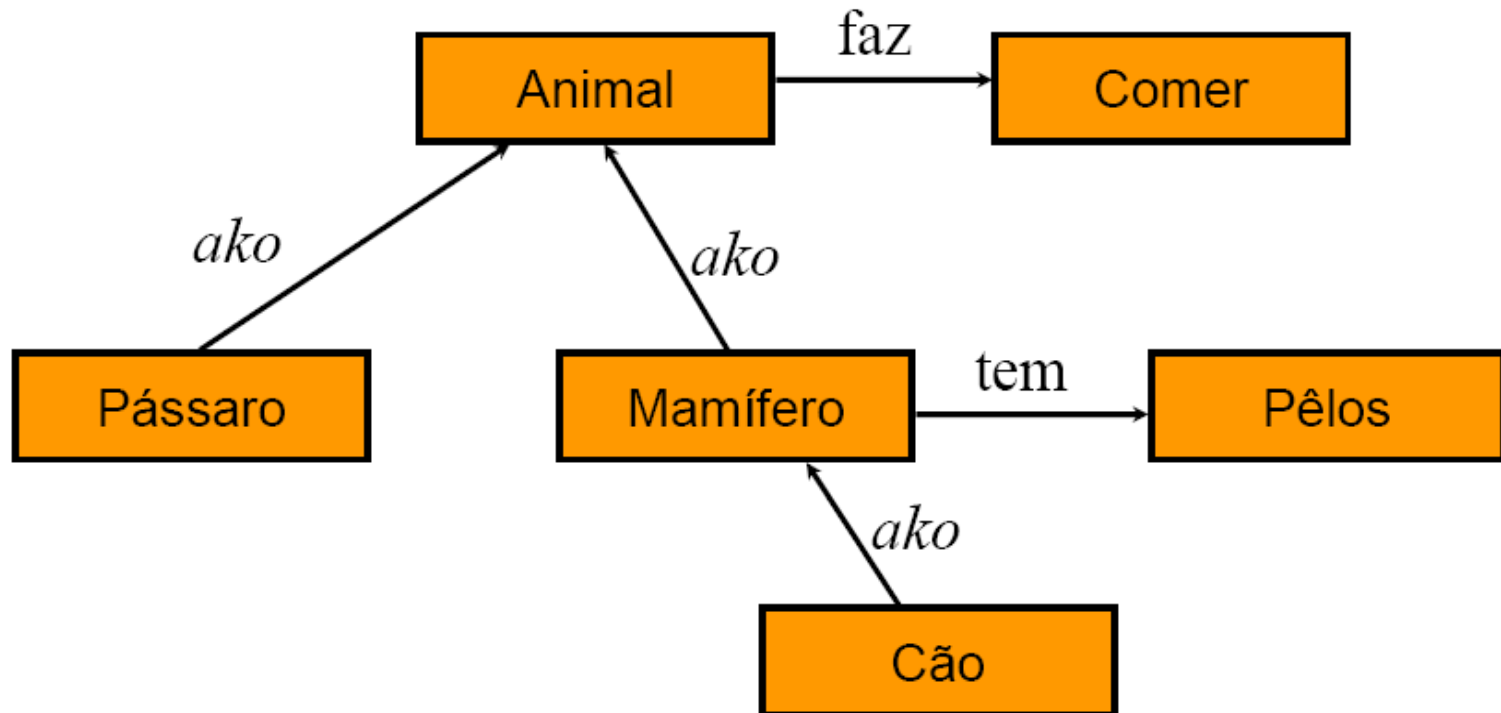 faz
Animal
Comer
ako
ako
Pássaro
Mamífero
tem
Pêlos
ako
Cão